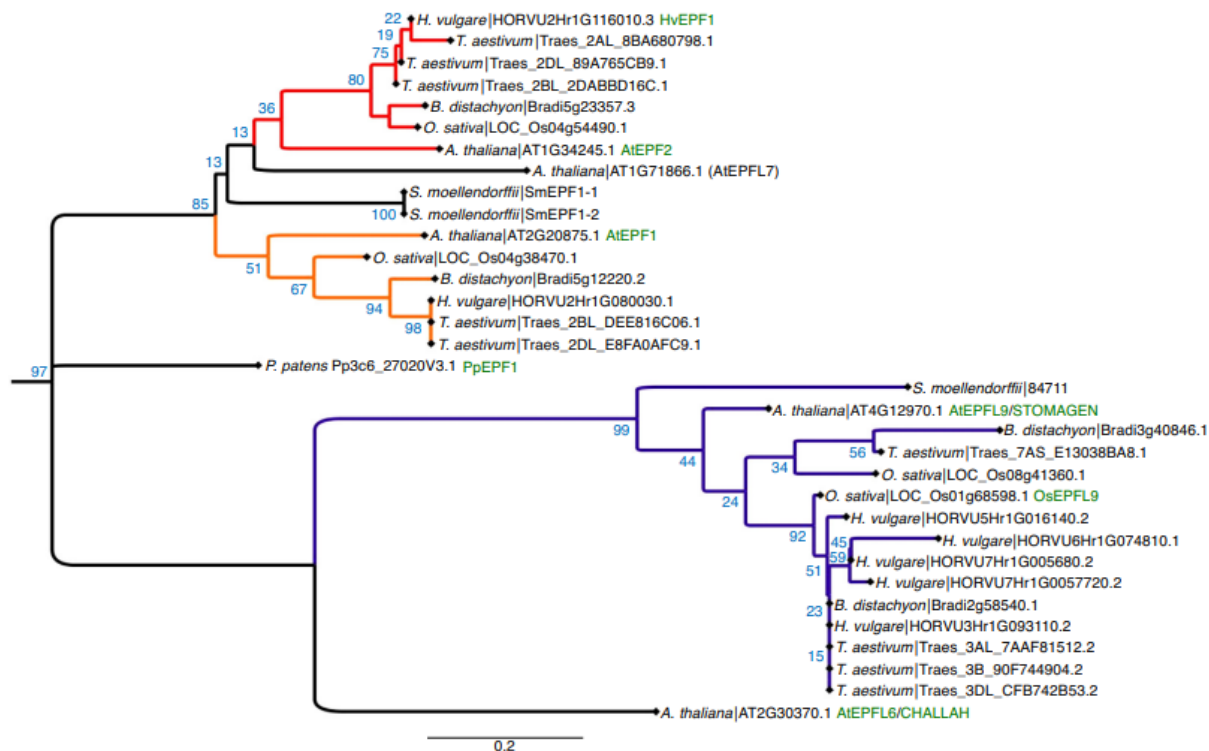 22
H. vulgare|HORVU2Hr1G116010.3 HvEPF1
19
T. aestivum|Traes_2AL_8BA680798.1
75
T. aestivum|Traes_2DL_89A765CB9.1
80
T. aestivum|Traes_2BL_2DABBD16C.1
36
B. distachyon|Bradi5g23357.3
O. sativa|LOC_Os04g54490.1
13
A. thaliana|AT1G34245.1 AtEPF2
13
A. thaliana|AT1G71866.1 (AtEPFL7)
S. moellendorffii|SmEPF1-1
85
100
S. moellendorffii|SmEPF1-2
A. thaliana|AT2G20875.1 AtEPF1
51
O. sativa|LOC_Os04g38470.1
67
B. distachyon|Bradi5g12220.2
94
H. vulgare|HORVU2Hr1G080030.1
98
T. aestivum|Traes_2BL_DEE816C06.1
T. aestivum|Traes_2DL_E8FA0AFC9.1
97
P. patens Pp3c6_27020V3.1 PpEPF1
S. moellendorffii|84711
99
A. thaliana|AT4G12970.1 AtEPFL9/STOMAGEN
B. distachyon|Bradi3g40846.1
44
56
T. aestivum|Traes_7AS_E13038BA8.1
34
O. sativa|LOC_Os08g41360.1
24
O. sativa|LOC_Os01g68598.1 OsEPFL9
92
H. vulgare|HORVU5Hr1G016140.2
45
H. vulgare|HORVU6Hr1G074810.1
59
H. vulgare|HORVU7Hr1G005680.2
51
H. vulgare|HORVU7Hr1G0057720.2
23
B. distachyon|Bradi2g58540.1
H. vulgare|HORVU3Hr1G093110.2
15
T. aestivum|Traes_3AL_7AAF81512.2
T. aestivum|Traes_3B_90F744904.2
T. aestivum|Traes_3DL_CFB742B53.2
A. thaliana|AT2G30370.1 AtEPFL6/CHALLAH
0.2